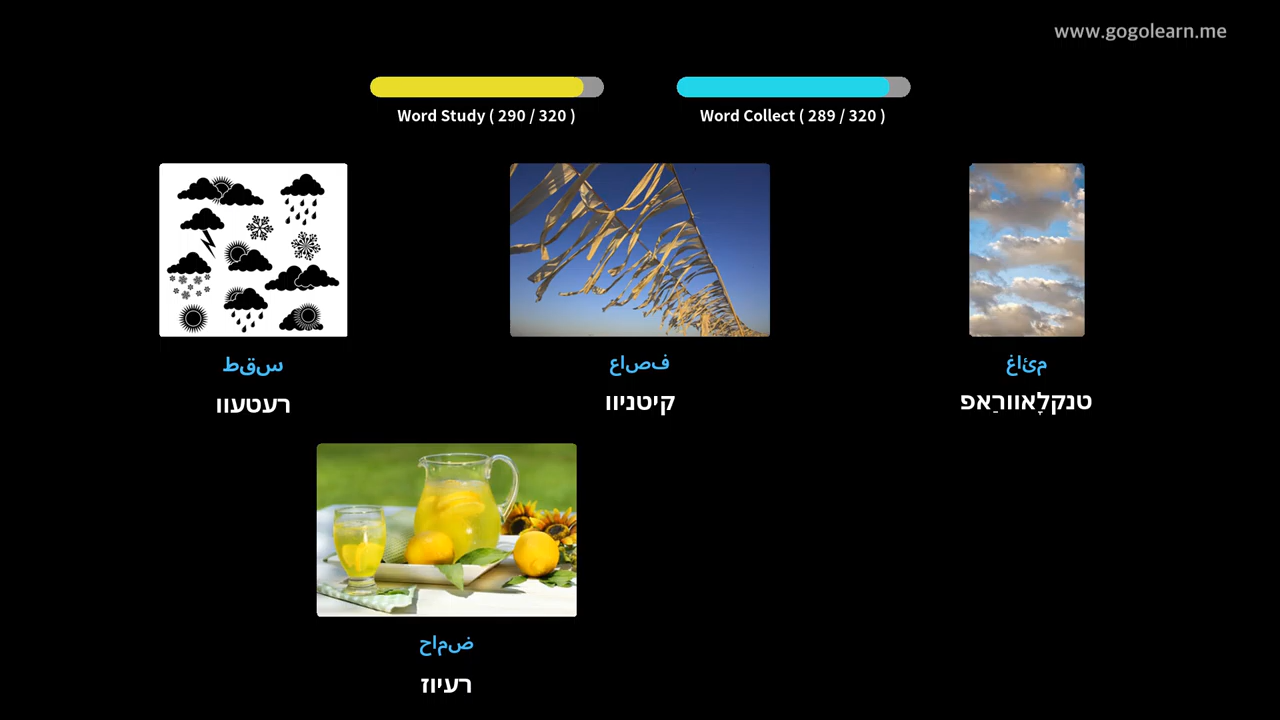 www.gogolearn.me
Word Study ( 290 / 320 )
Word Collect ( 289 / 320 )
سقط
فصاع
مئاغ
רעטעוו
קיטניוו
טנקלָאוורַאפ
ضماح
רעיוז